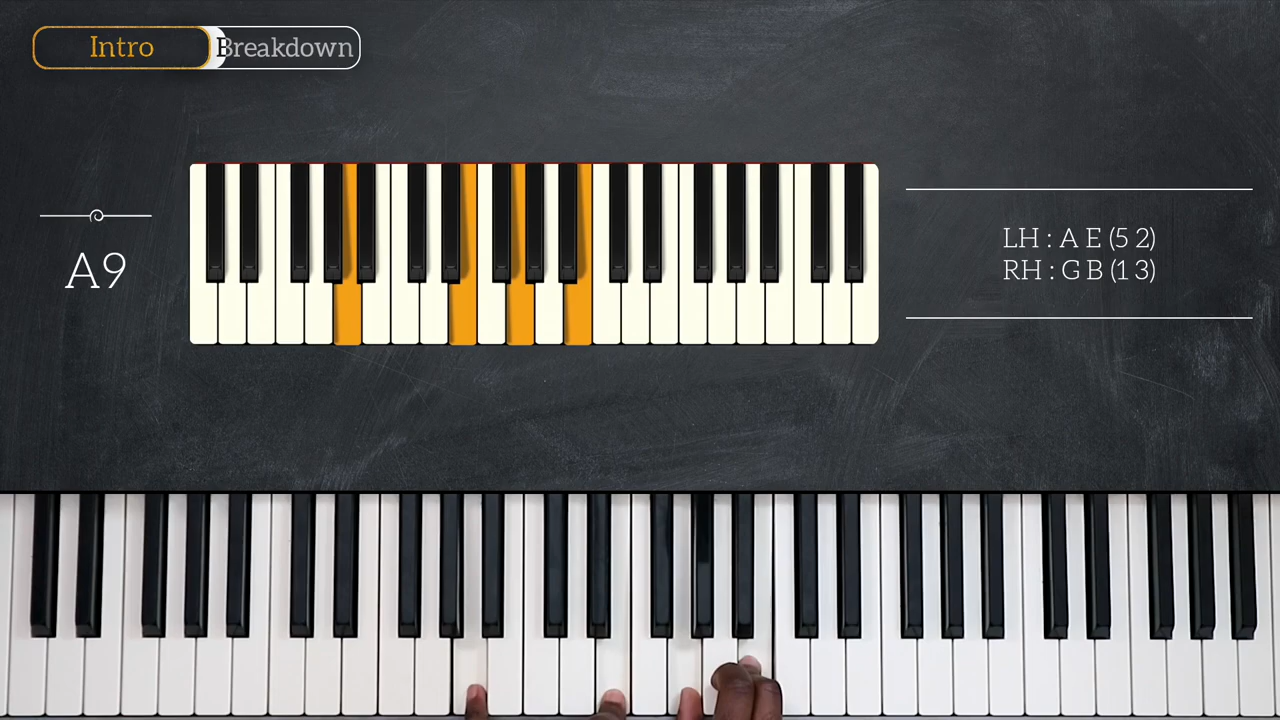 Intro
Breakdown
A9
LH : A E (5 2)
RH : G B (1 3)